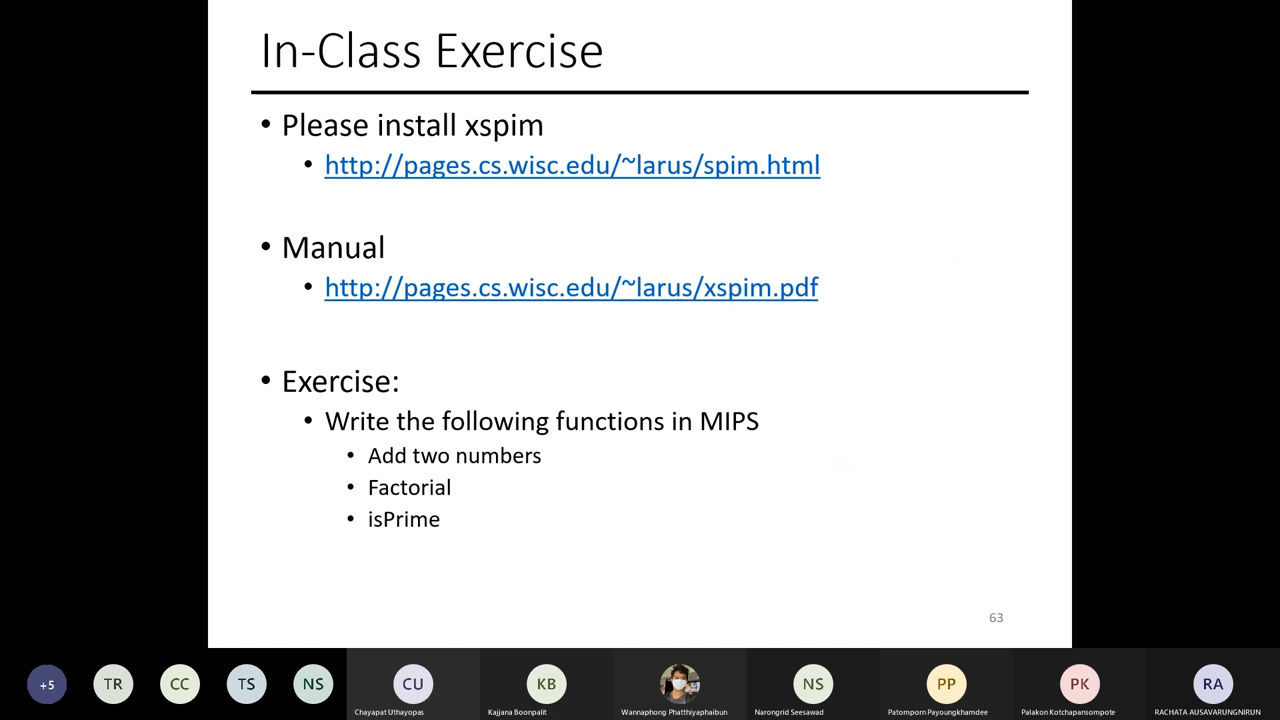 In-Class Exercise
• Please install xspim
• http://pages.cs.wisc.edu/~larus/spim.html
• Manual
• http://pages.cs.wisc.edu/~larus/xspim.pdf
• Exercise:
• Write the following functions in MIPS
• Add two numbers
• Factorial
• isPrime
63
+5
TR
CC
TS
NS
CU
KB
NS
PP
PK
RA
Chayapat Uthayopas
Kajjana Boonpalit
Wannaphong Phatthiyaphaibun
Narongrid Seesawad
Patomporn Payoungkhamdee
Palakon Kotchapansompote
RACHATA AUSAVARUNGNIRUN